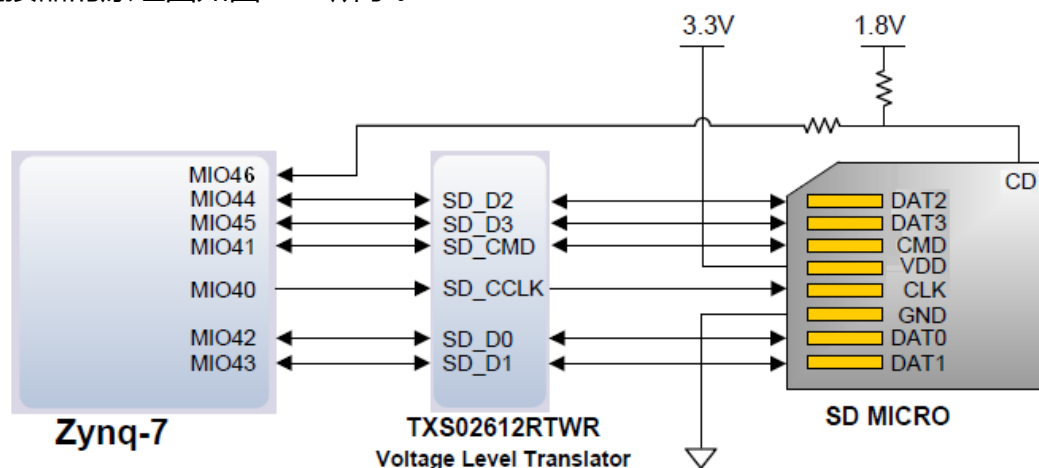 3.3V
1.8V
CD
MIO46
MIO44
MIO45
MIO41
MIO40
MIO42
MIO43
SD_D2
SD_D3
SD_CMD
SD_CCLK
SD_D0
SD_D1
DAT2
DAT3
CMD
VDD
CLK
GND
DAT0
DAT1
Zynq-7
TXS02612RTWR
Voltage Level Translator
SD MICRO